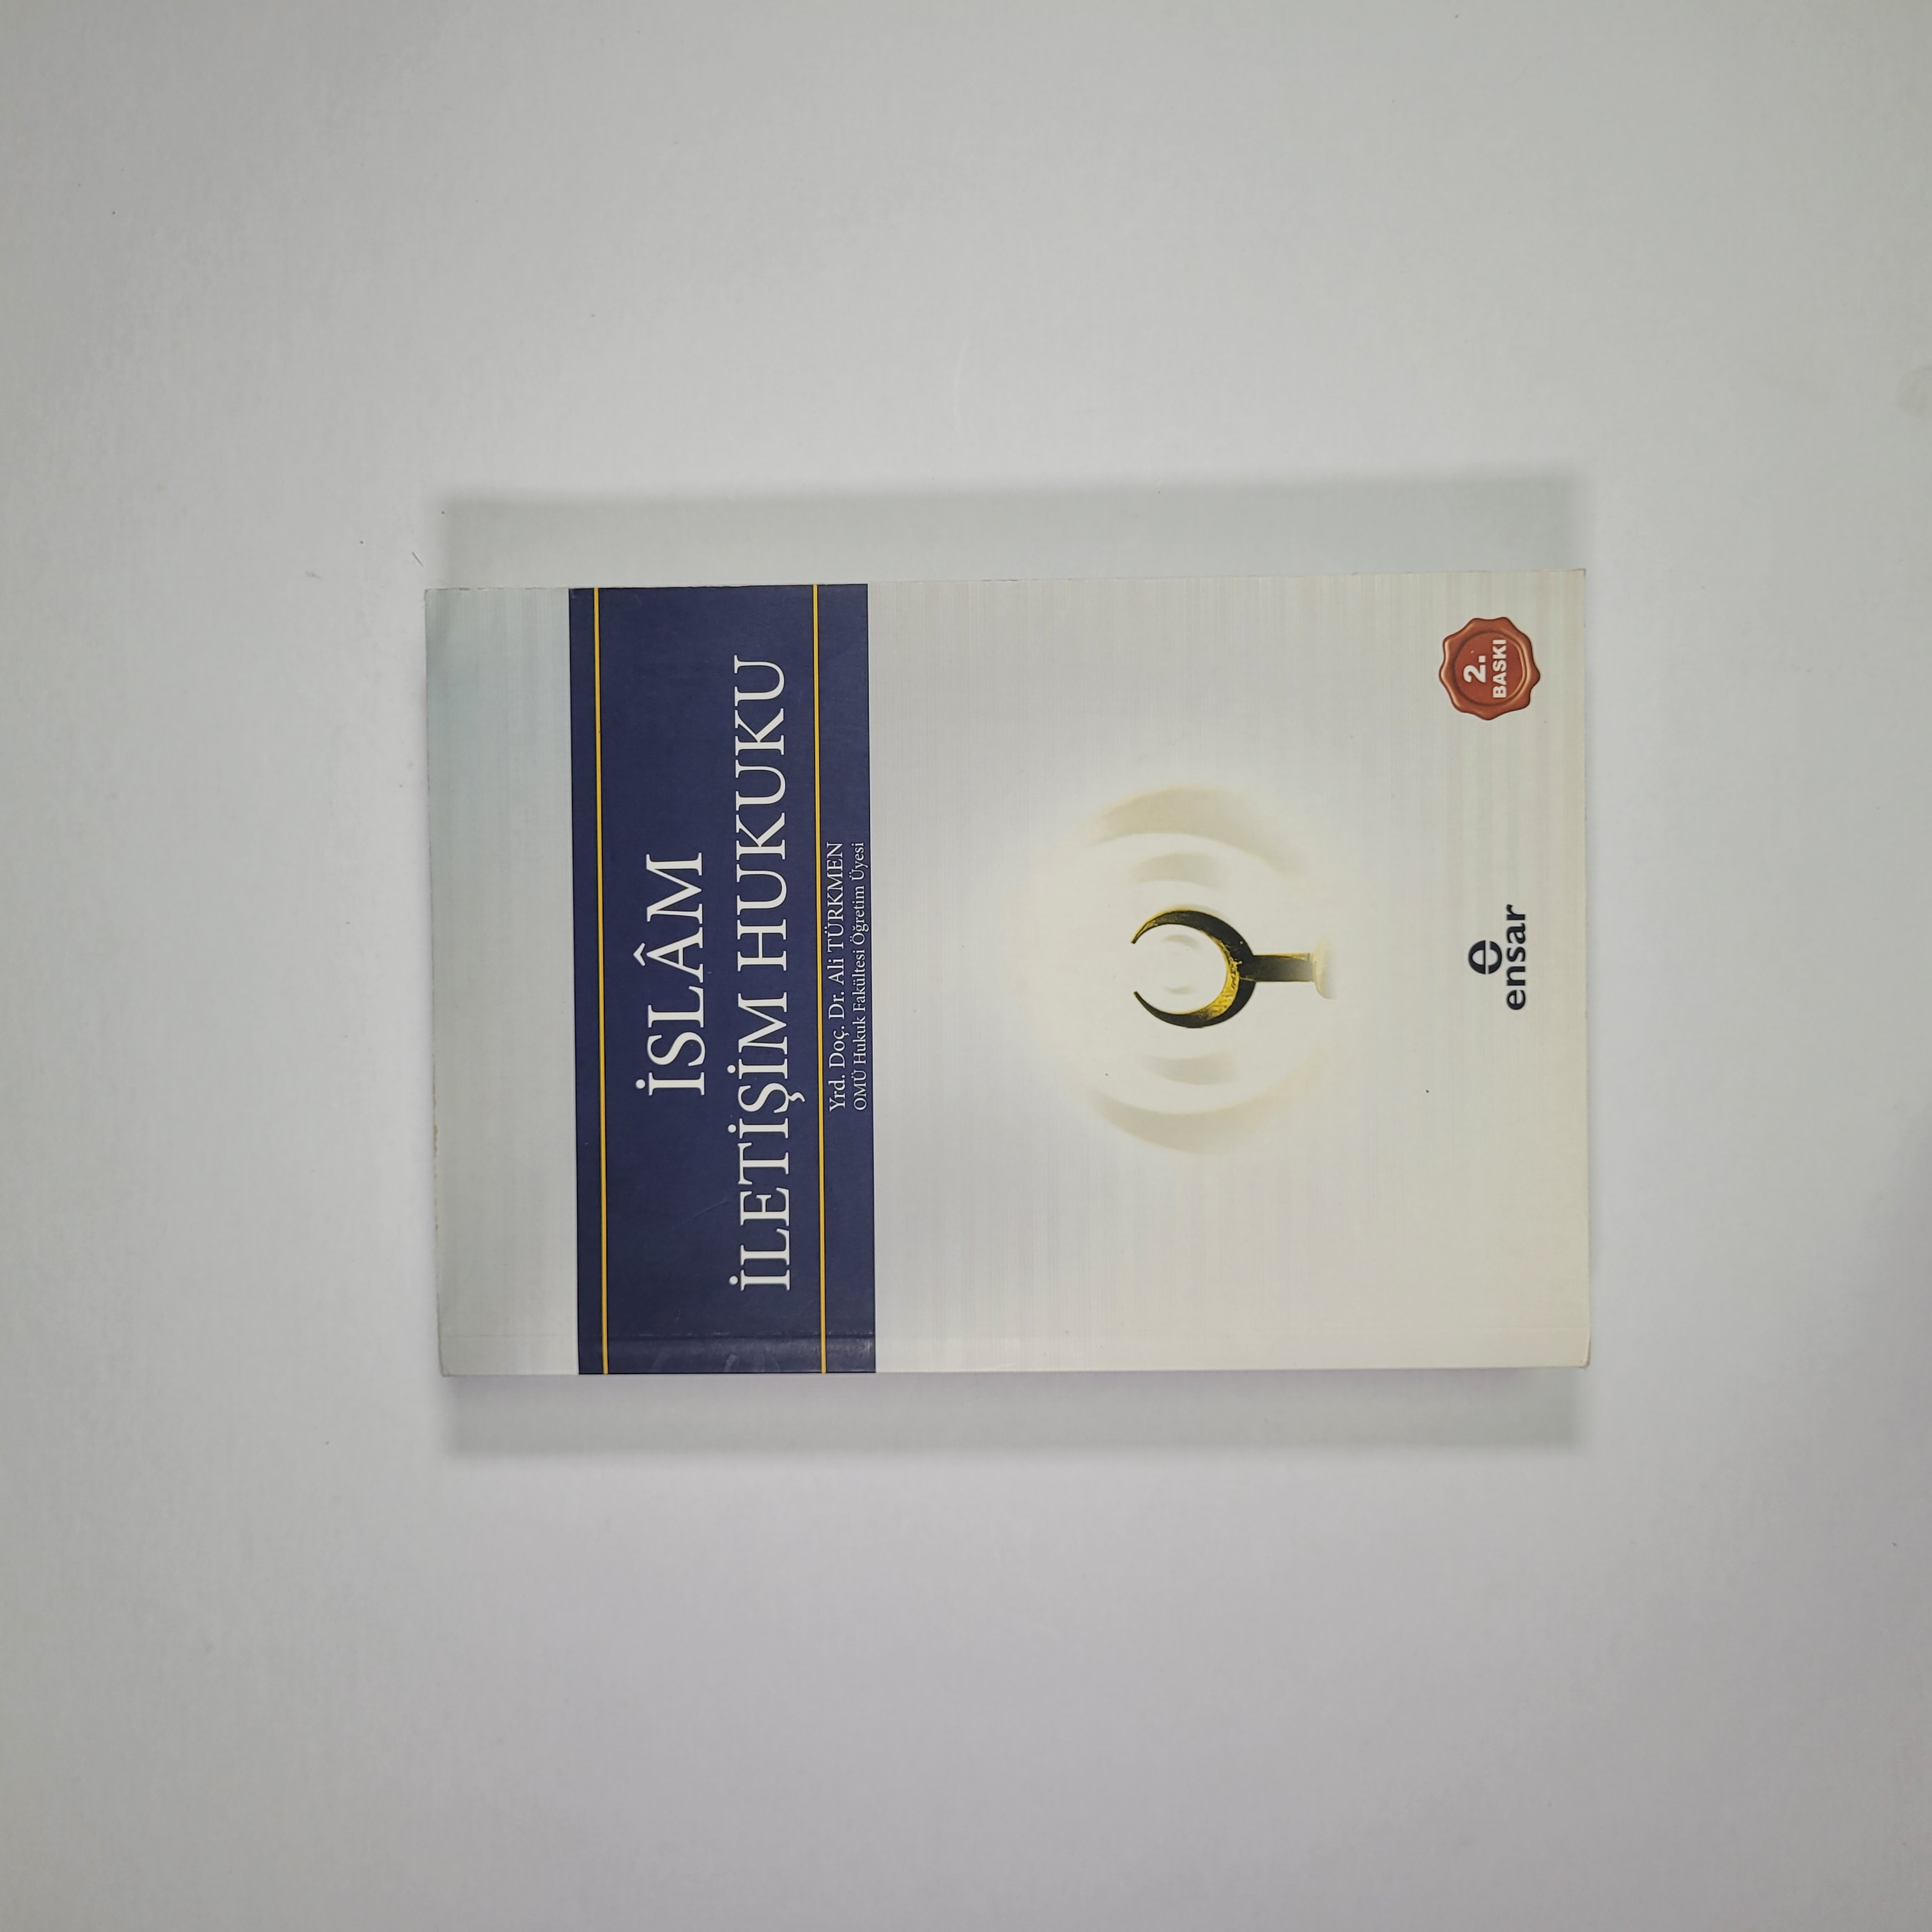 İSLÂM
İLETİŞİM HUKUKU
Yrd. Doç. Dr. Ali TÜRKMEN
OMÜ Hukuk Fakültesi Öğretim Üyesi
2.
BASKI
e
ensar